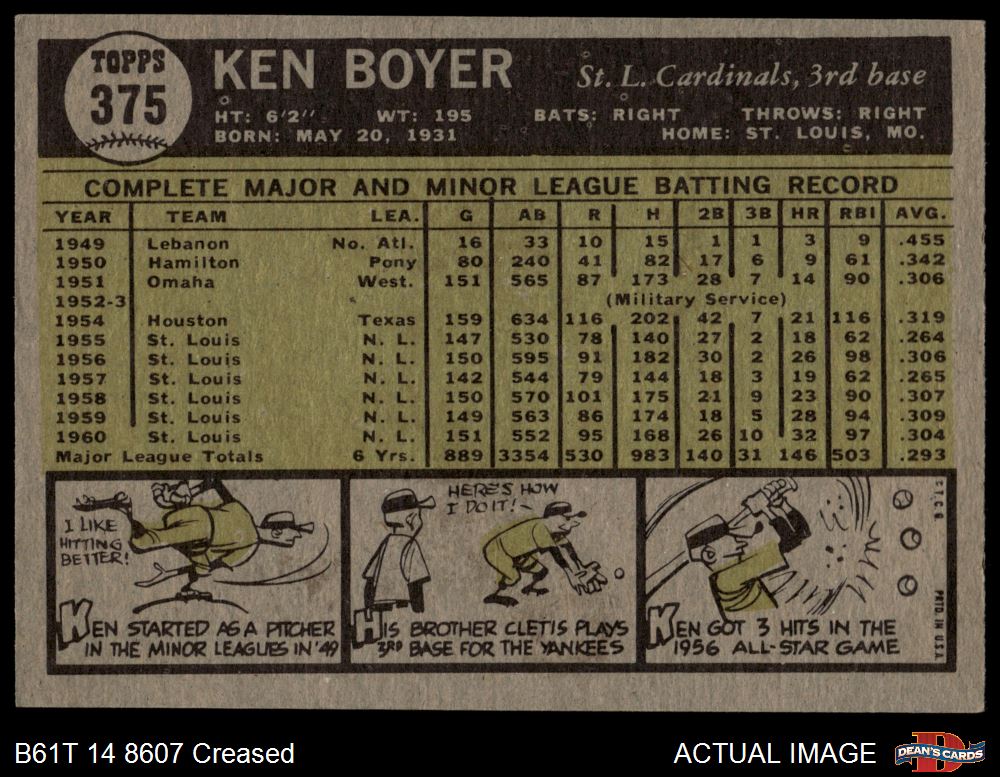 TOPPS
375
KEN BOYER
St. L. Cardinals, 3rd base
HT: 6'2" WT: 195 BATS: RIGHT THROWS: RIGHT
BORN: MAY 20, 1931 HOME: ST. LOUIS, MO.
COMPLETE MAJOR AND MINOR LEAGUE BATTING RECORD
YEAR TEAM LEA. G AB R H 2B 3B HR RBI AVG.
1949 Lebanon No. Atl. 16 33 10 15 1 1 3 9 .455
1950 Hamilton Pony 80 240 41 82 17 6 9 61 .342
1951 Omaha West. 151 565 87 173 28 7 14 90 .306
1952-3 (Military Service)
1954 Houston Texas 159 634 116 202 42 7 21 116 .319
1955 St. Louis N. L. 147 530 78 140 27 2 18 62 .264
1956 St. Louis N. L. 150 595 91 182 30 2 26 98 .306
1957 St. Louis N. L. 142 544 79 144 18 3 19 62 .265
1958 St. Louis N. L. 150 570 101 175 21 9 23 90 .307
1959 St. Louis N. L. 149 563 86 174 18 5 28 94 .309
1960 St. Louis N. L. 151 552 95 168 26 10 32 97 .304
Major League Totals 6 Yrs. 889 3354 530 983 140 31 146 503 .293
I LIKE
HITTING
BETTER!
KEN STARTED AS A PITCHER
IN THE MINOR LEAGUES IN '49
HERE'S HOW
I DO IT!
HIS BROTHER CLETIS PLAYS
3RD BASE FOR THE YANKEES
KEN GOT 3 HITS IN THE
1956 ALL-STAR GAME
©T.C.G.
PRTD. IN U.S.A.
B61T 14 8607 Creased
ACTUAL IMAGE
DEAN'S CARDS